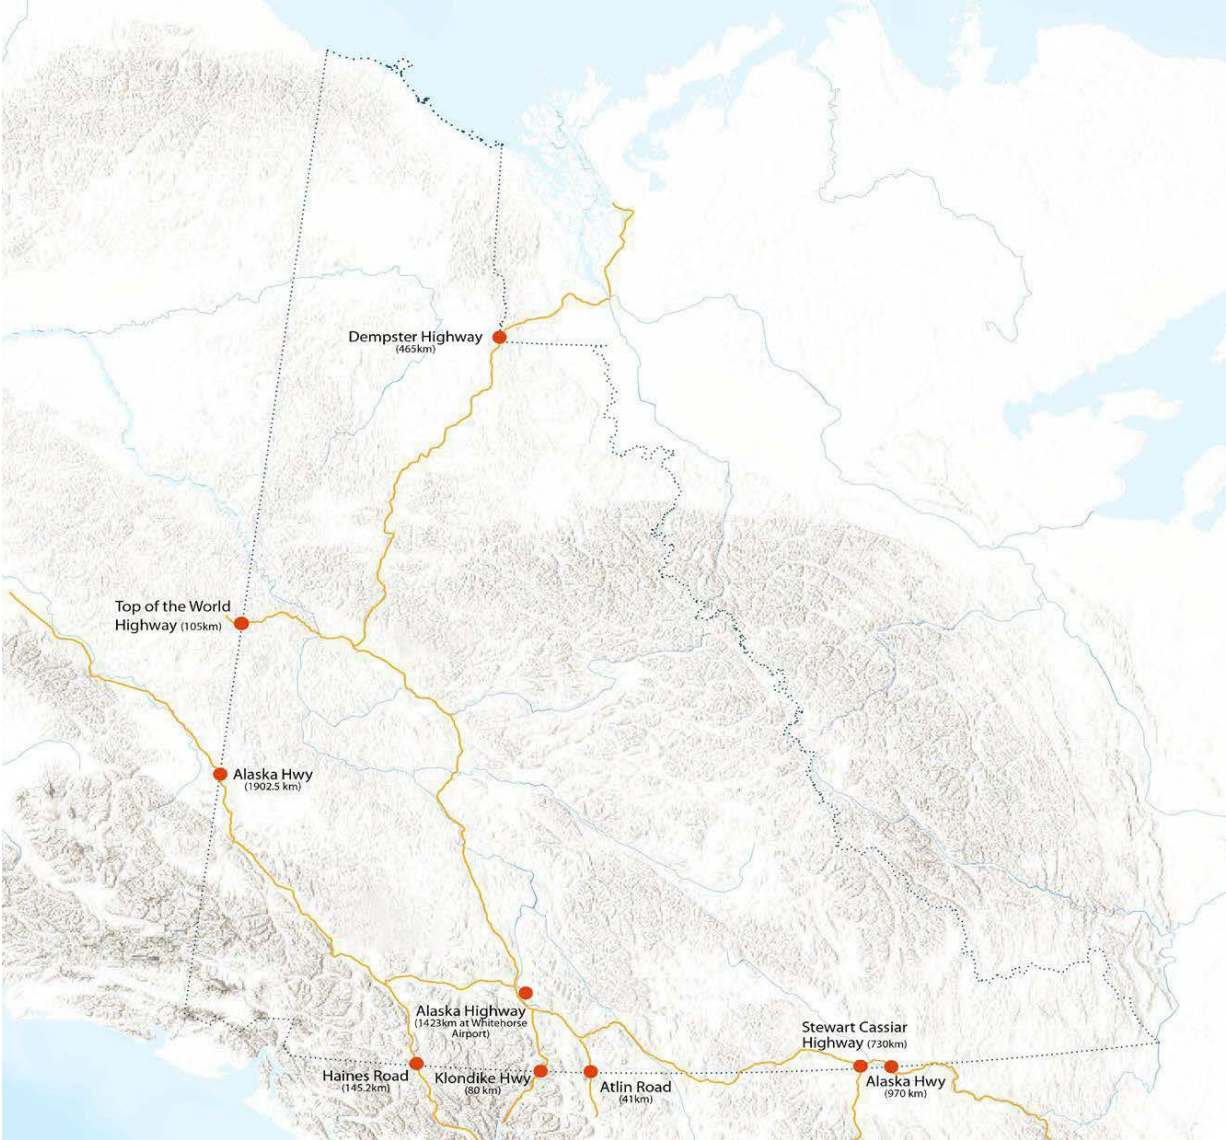 Dempster Highway
(465km)
Top of the World
Highway (105km)
Alaska Hwy
(1902.5 km)
Alaska Highway
(1423km at Whitehorse
Airport)
Stewart Cassiar
Highway (730km)
Haines Road
(145.2km)
Klondike Hwy
(80 km)
Atlin Road
(41km)
Alaska Hwy
(970 km)